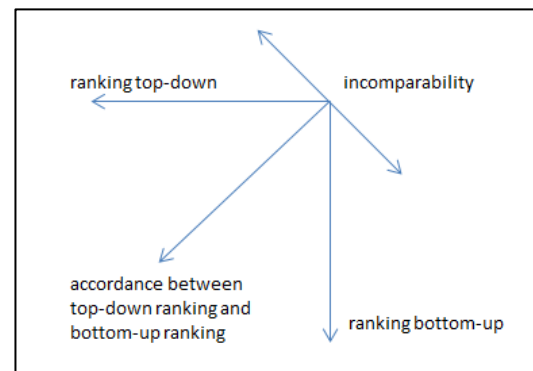 ranking top-down
incomparability
accordance between
top-down ranking and
bottom-up ranking
ranking bottom-up